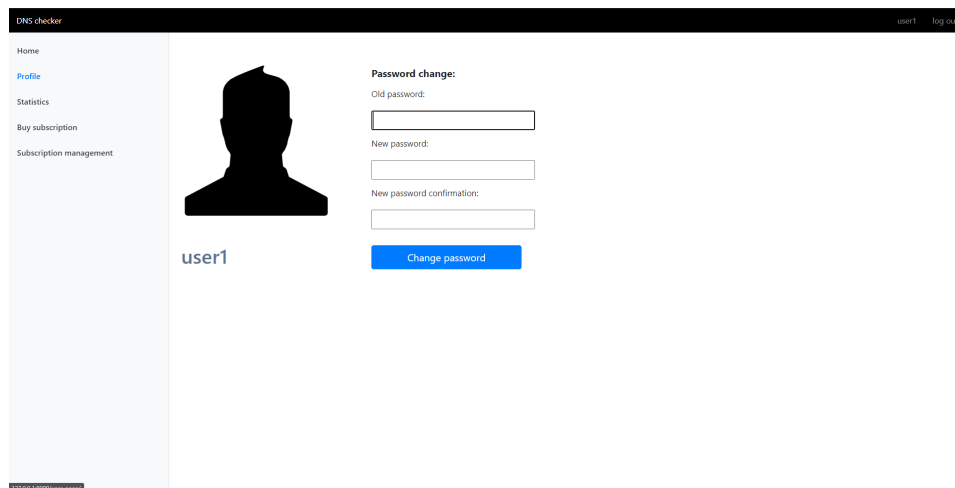 DNS checker
user1 log ou
Home
Profile
Statistics
Buy subscription
Subscription management
Password change:
Old password:
New password:
New password confirmation:
Change password
user1